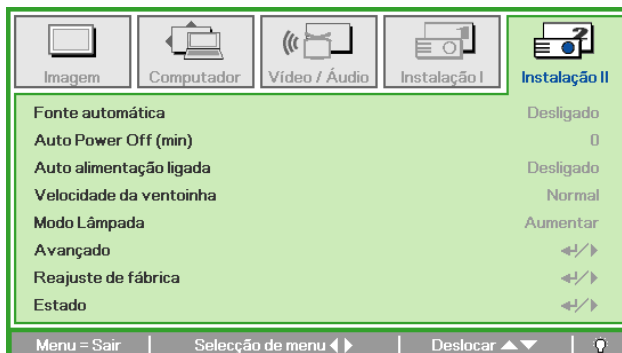 Imagem Computador Vídeo / Áudio Instalação I Instalação II
Fonte automática Desligado
Auto Power Off (min) 0
Auto alimentação ligada Desligado
Velocidade da ventoinha Normal
Modo Lâmpada Aumentar
Avançado
Reajuste de fábrica
Estado
Menu = Sair Selecção de menu Deslocar